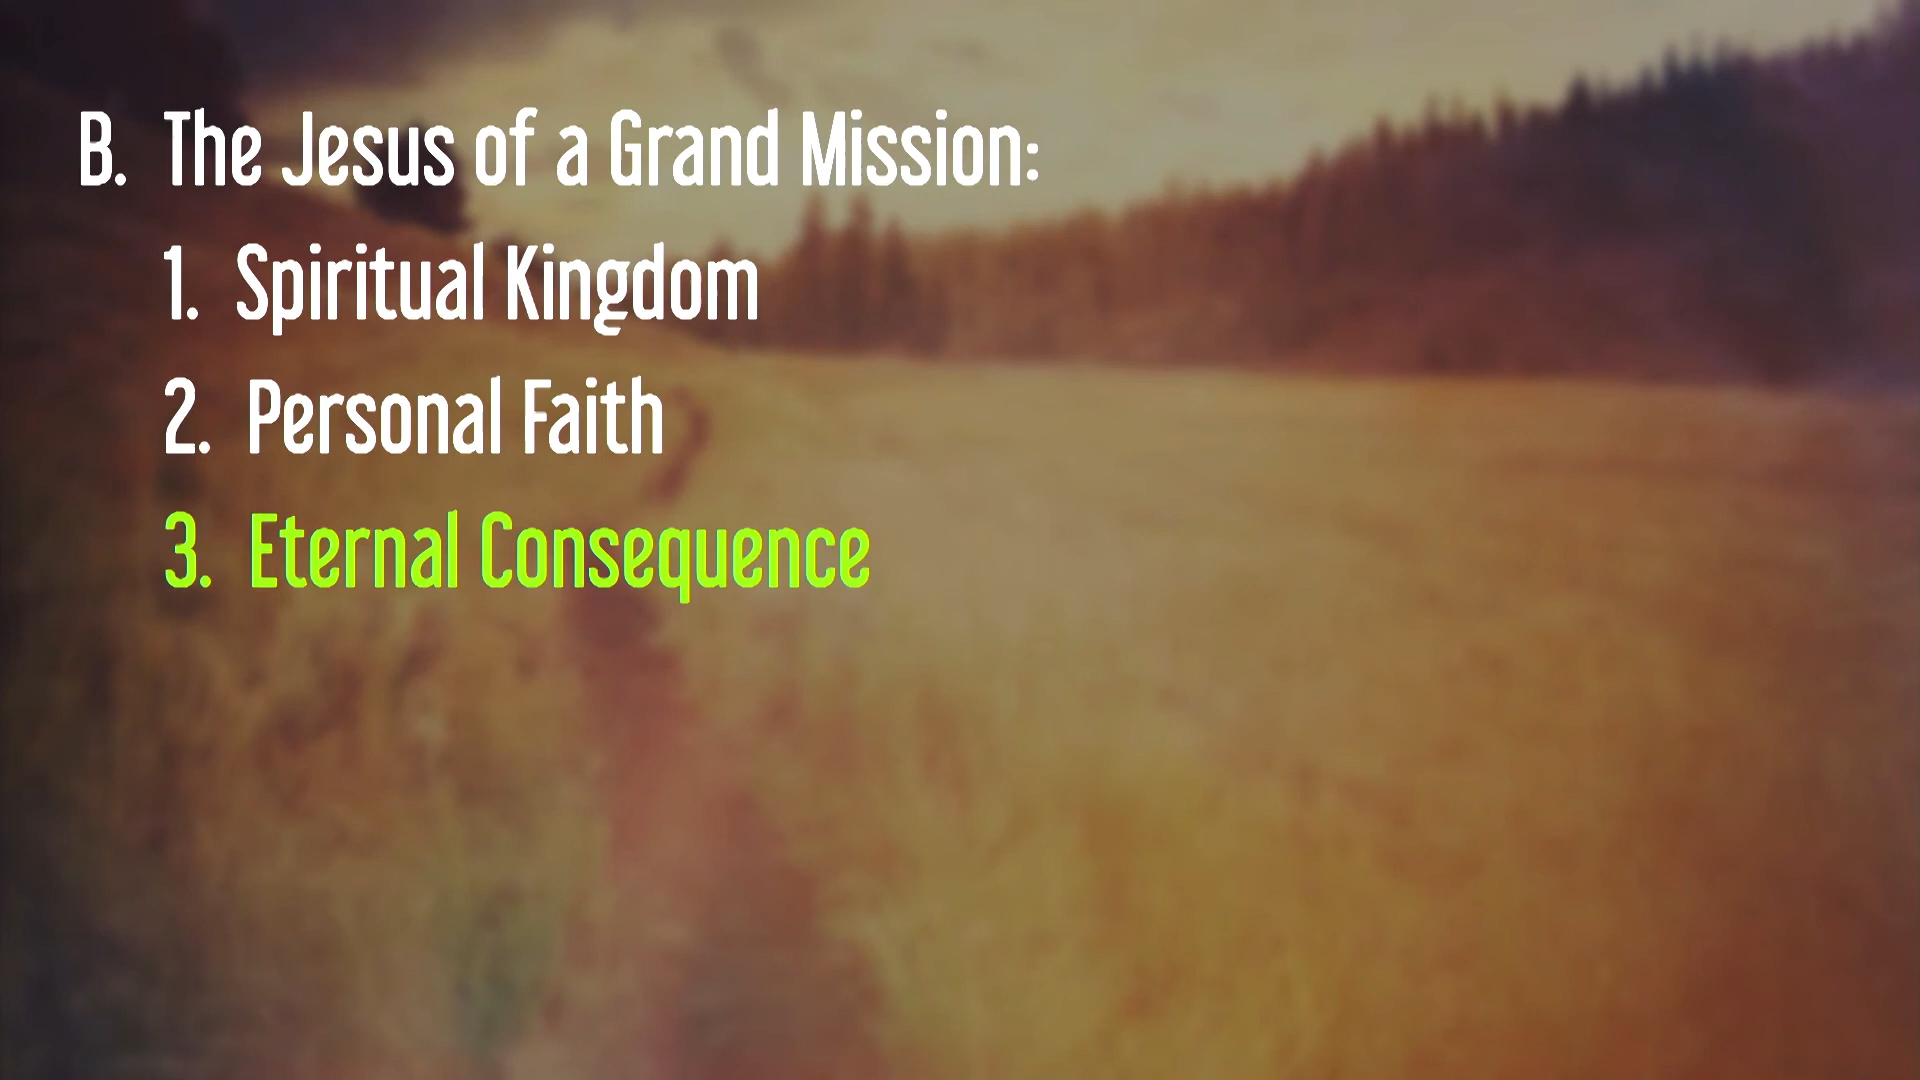 B. The Jesus of a Grand Mission:
1. Spiritual Kingdom
2. Personal Faith
3. Eternal Consequence